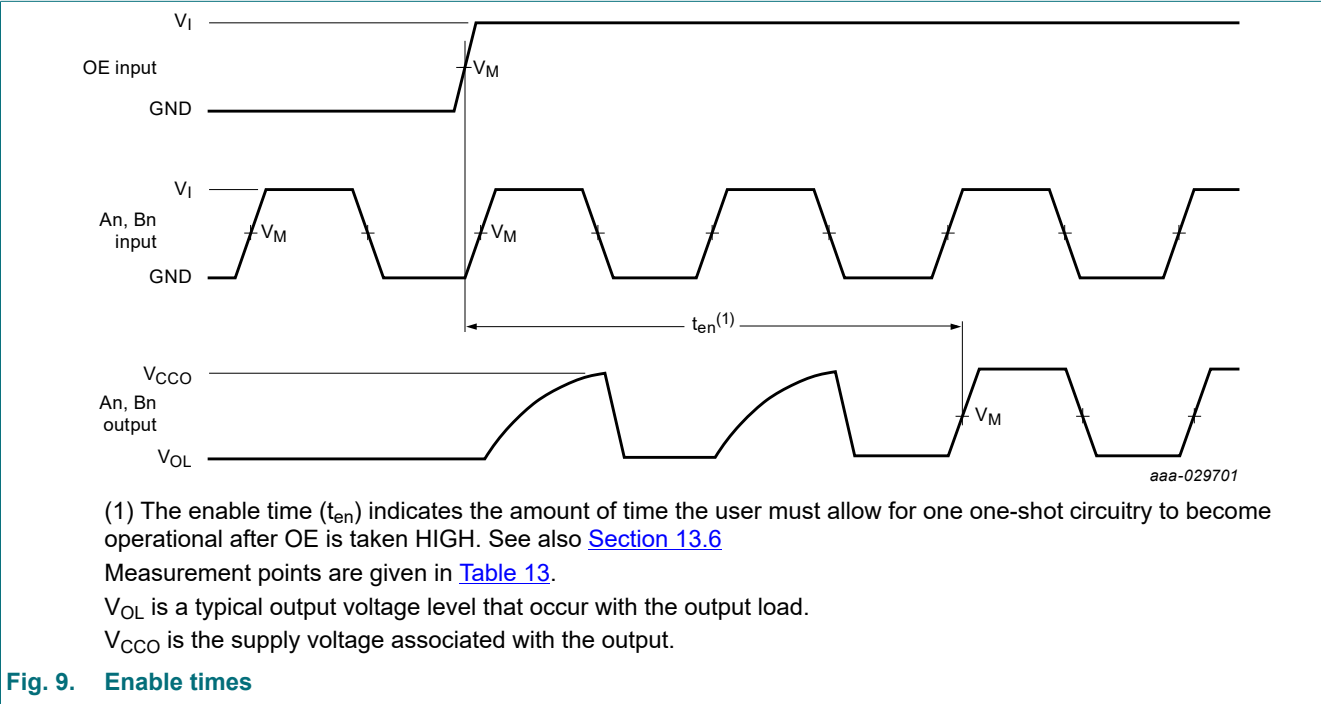 VI
OE input
VM
GND
VI
An, Bn
input
VM
VM
GND
ten(1)
VCCO
An, Bn
output
VM
VOL
aaa-029701
(1) The enable time (ten) indicates the amount of time the user must allow for one one-shot circuitry to become
operational after OE is taken HIGH. See also Section 13.6
Measurement points are given in Table 13.
VOL is a typical output voltage level that occur with the output load.
VCCO is the supply voltage associated with the output.
Fig. 9. Enable times